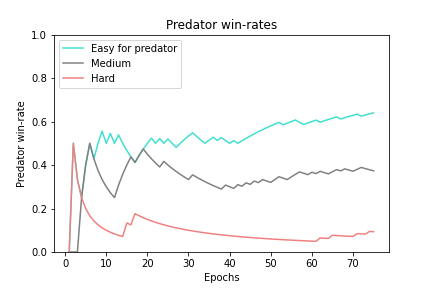 Predator win-rates
Easy for predator
Medium
Hard
Predator win-rate
1.0
0.8
0.6
0.4
0.2
0.0
0 10 20 30 40 50 60 70
Epochs